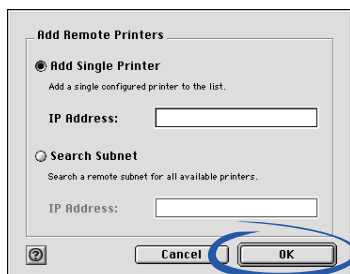 Add Remote Printers
Add Single Printer
Add a single configured printer to the list.
IP Address:
Search Subnet
Search a remote subnet for all available printers.
IP Address:
?
Cancel
OK